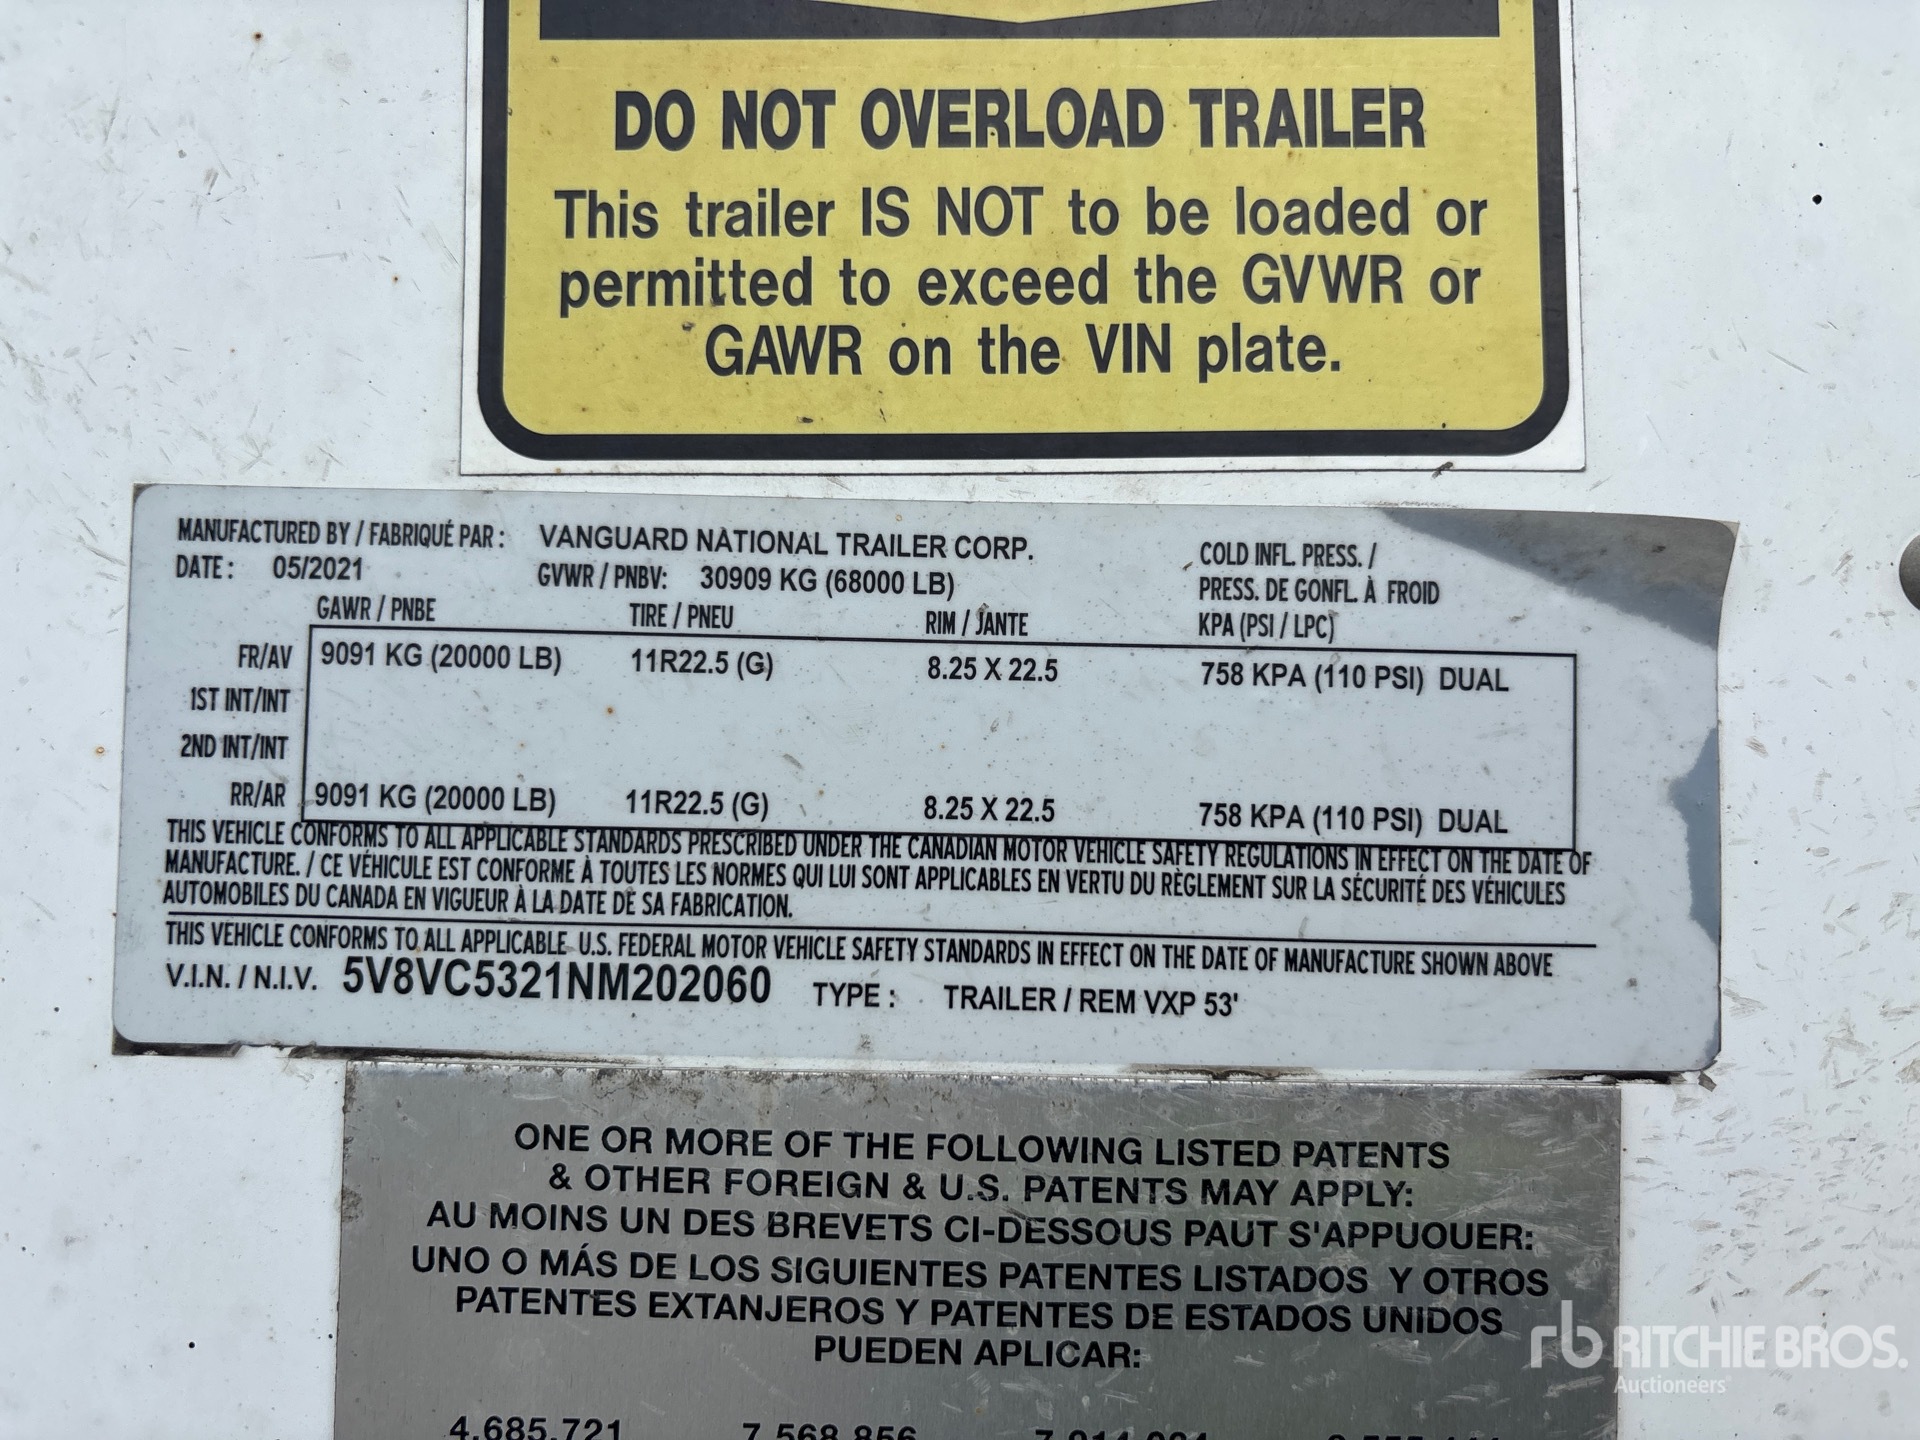 DO NOT OVERLOAD TRAILER
This trailer IS NOT to be loaded or
permitted to exceed the GVWR or
GAWR on the VIN plate.
MANUFACTURED BY / FABRIQUÉ PAR : VANGUARD NATIONAL TRAILER CORP.
DATE : 05/2021 GVWR / PNBV: 30909 KG (68000 LB)
COLD INFL. PRESS. /
PRESS. DE GONFL. À FROID
GAWR / PNBE TIRE / PNEU RIM / JANTE KPA (PSI / LPC)
FR/AV 9091 KG (20000 LB) 11R22.5 (G) 8.25 X 22.5 758 KPA (110 PSI) DUAL
1ST INT/INT
2ND INT/INT
RR/AR 9091 KG (20000 LB) 11R22.5 (G) 8.25 X 22.5 758 KPA (110 PSI) DUAL
THIS VEHICLE CONFORMS TO ALL APPLICABLE STANDARDS PRESCRIBED UNDER THE CANADIAN MOTOR VEHICLE SAFETY REGULATIONS IN EFFECT ON THE DATE OF
MANUFACTURE. / CE VÉHICULE EST CONFORME À TOUTES LES NORMES QUI LUI SONT APPLICABLES EN VERTU DU RÈGLEMENT SUR LA SÉCURITÉ DES VÉHICULES
AUTOMOBILES DU CANADA EN VIGUEUR À LA DATE DE SA FABRICATION.
THIS VEHICLE CONFORMS TO ALL APPLICABLE U.S. FEDERAL MOTOR VEHICLE SAFETY STANDARDS IN EFFECT ON THE DATE OF MANUFACTURE SHOWN ABOVE
V.I.N. / N.I.V. 5V8VC5321NM202060 TYPE : TRAILER / REM VXP 53'
ONE OR MORE OF THE FOLLOWING LISTED PATENTS
& OTHER FOREIGN & U.S. PATENTS MAY APPLY:
AU MOINS UN DES BREVETS CI-DESSOUS PAUT S'APPUOUER:
UNO O MÁS DE LOS SIGUIENTES PATENTES LISTADOS Y OTROS
PATENTES EXTANJEROS Y PATENTES DE ESTADOS UNIDOS
PUEDEN APLICAR:
4,685,721 7,568,856
rb RITCHIE BROS.
Auctioneers